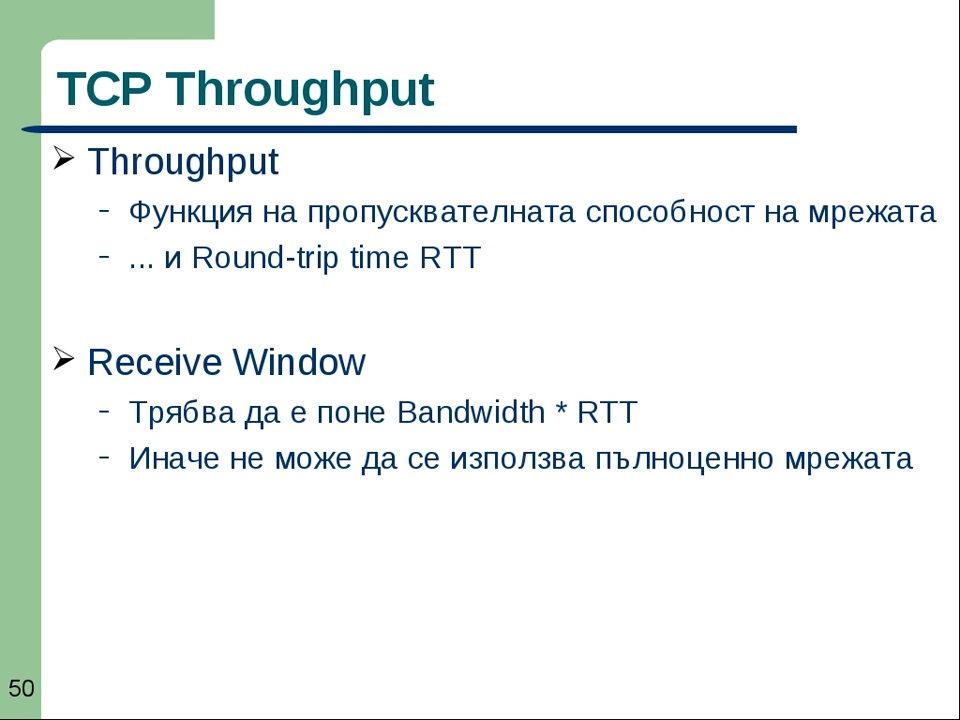 TCP Throughput
Throughput
- Функция на пропусквателната способност на мрежата
- ... и Round-trip time RTT
Receive Window
- Трябва да е поне Bandwidth * RTT
- Иначе не може да се използва пълноценно мрежата
50